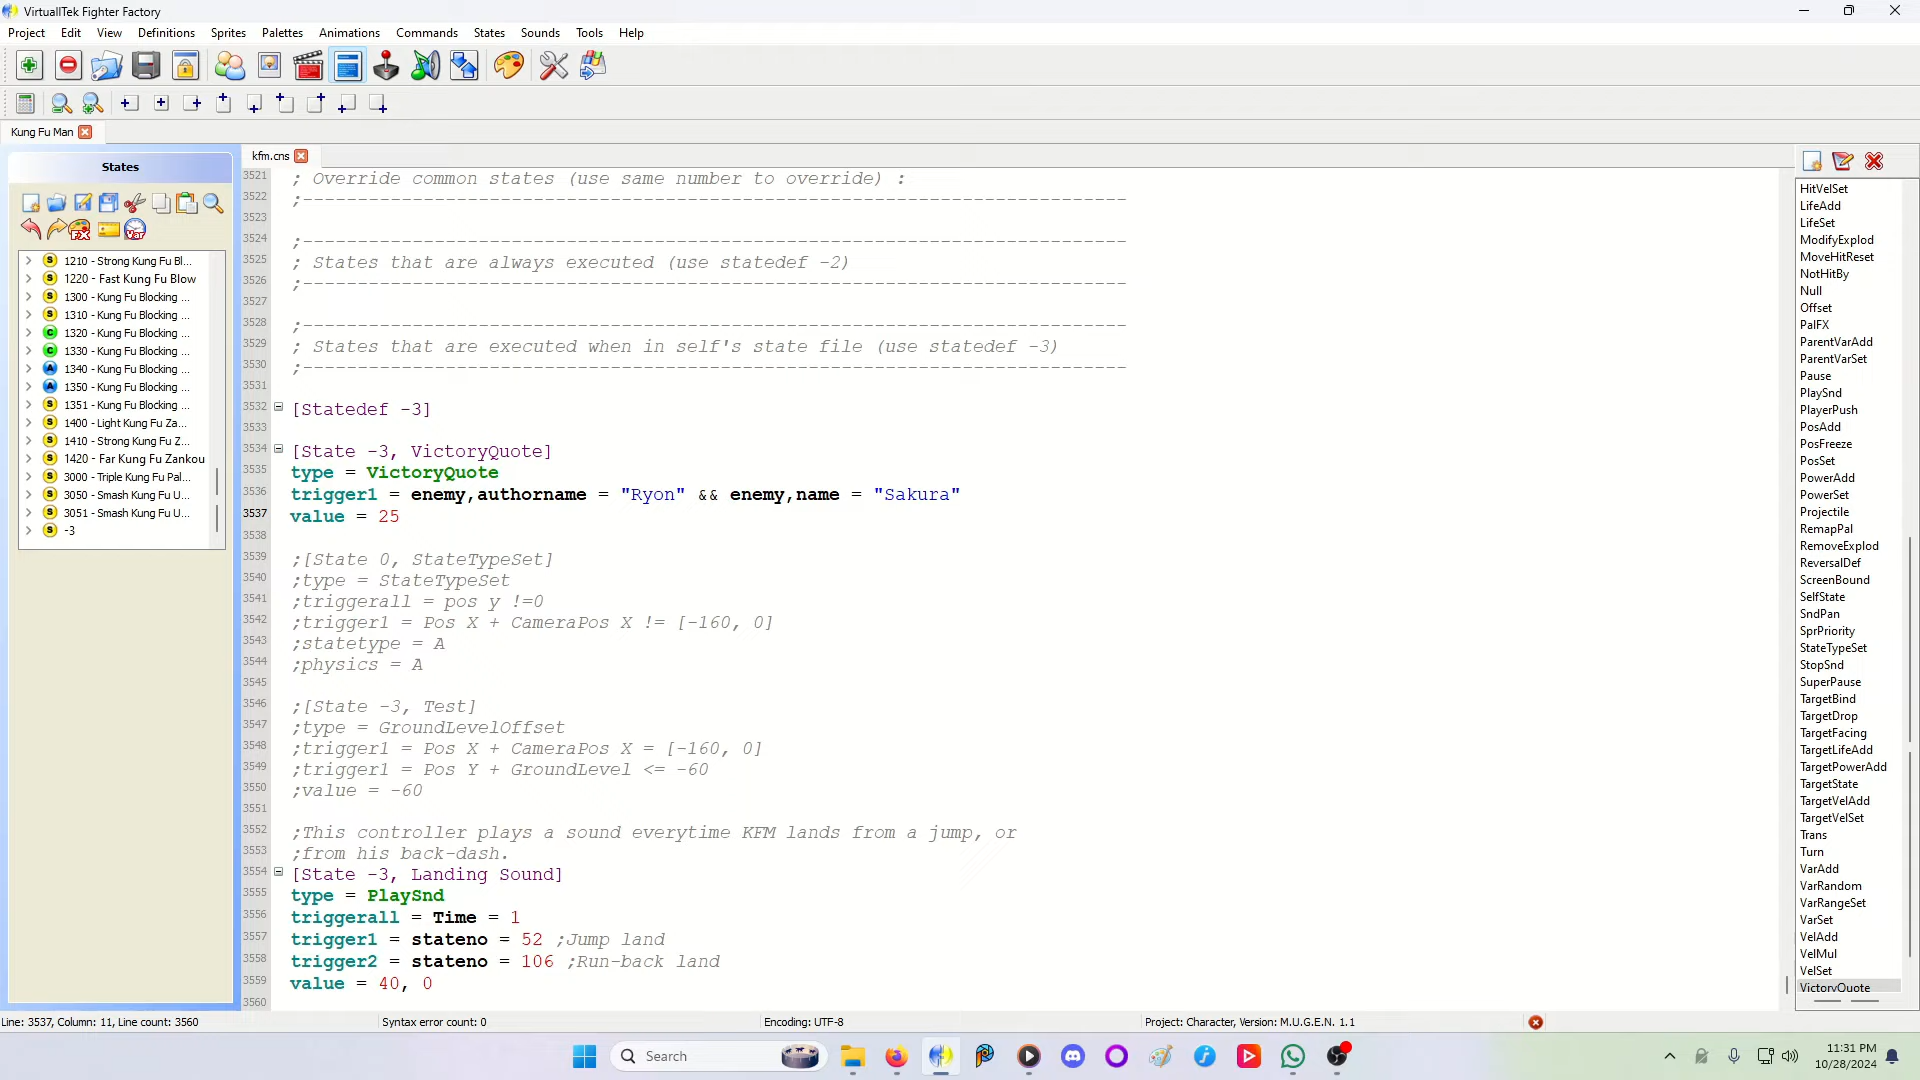 VirtuallTek Fighter Factory
Project Edit View Definitions Sprites Palettes Animations Commands States Sounds Tools Help
Kung Fu Man
States
1210 - Strong Kung Fu Bl...
1220 - Fast Kung Fu Blow
1300 - Kung Fu Blocking ...
1310 - Kung Fu Blocking ...
1320 - Kung Fu Blocking ...
1330 - Kung Fu Blocking ...
1340 - Kung Fu Blocking ...
1350 - Kung Fu Blocking ...
1351 - Kung Fu Blocking ...
1400 - Light Kung Fu Za...
1410 - Strong Kung Fu Z...
1420 - Far Kung Fu Zankou
3000 - Triple Kung Fu Pal...
3050 - Smash Kung Fu U...
3051 - Smash Kung Fu U...
-3
kfm.cns
3521 ; Override common states (use same number to override) :
3522 ;---------------------------------------------------------------------------
3523
3524 ;---------------------------------------------------------------------------
3525 ; States that are always executed (use statedef -2)
3526 ;---------------------------------------------------------------------------
3527
3528 ;---------------------------------------------------------------------------
3529 ; States that are executed when in self's state file (use statedef -3)
3530 ;---------------------------------------------------------------------------
3531
3532 [Statedef -3]
3533
3534 [State -3, VictoryQuote]
3535 type = VictoryQuote
3536 trigger1 = enemy,authorname = "Ryon" && enemy,name = "Sakura"
3537 value = 25
3538
3539 ;[State 0, StateTypeSet]
3540 ;type = StateTypeSet
3541 ;triggerall = pos y !=0
3542 ;trigger1 = Pos X + CameraPos X != [-160, 0]
3543 ;statetype = A
3544 ;physics = A
3545
3546 ;[State -3, Test]
3547 ;type = GroundLevelOffset
3548 ;trigger1 = Pos X + CameraPos X = [-160, 0]
3549 ;trigger1 = Pos Y + GroundLevel <= -60
3550 ;value = -60
3551
3552 ;This controller plays a sound everytime KFM lands from a jump, or
3553 ;from his back-dash.
3554 [State -3, Landing Sound]
3555 type = PlaySnd
3556 triggerall = Time = 1
3557 trigger1 = stateno = 52 ;Jump land
3558 trigger2 = stateno = 106 ;Run-back land
3559 value = 40, 0
3560
HitVelSet
LifeAdd
LifeSet
ModifyExplod
MoveHitReset
NotHitBy
Null
Offset
PalFX
ParentVarAdd
ParentVarSet
Pause
PlaySnd
PlayerPush
PosAdd
PosFreeze
PosSet
PowerAdd
PowerSet
Projectile
RemapPal
RemoveExplod
ReversalDef
ScreenBound
SelfState
SndPan
SprPriority
StateTypeSet
StopSnd
SuperPause
TargetBind
TargetDrop
TargetFacing
TargetLifeAdd
TargetPowerAdd
TargetState
TargetVelAdd
TargetVelSet
Trans
Turn
VarAdd
VarRandom
VarRangeSet
VarSet
VelAdd
VelMul
VelSet
VictoryQuote
Line: 3537, Column: 11, Line count: 3560
Syntax error count: 0
Encoding: UTF-8
Project: Character, Version: M.U.G.E.N. 1.1
Search
11:31 PM
10/28/2024